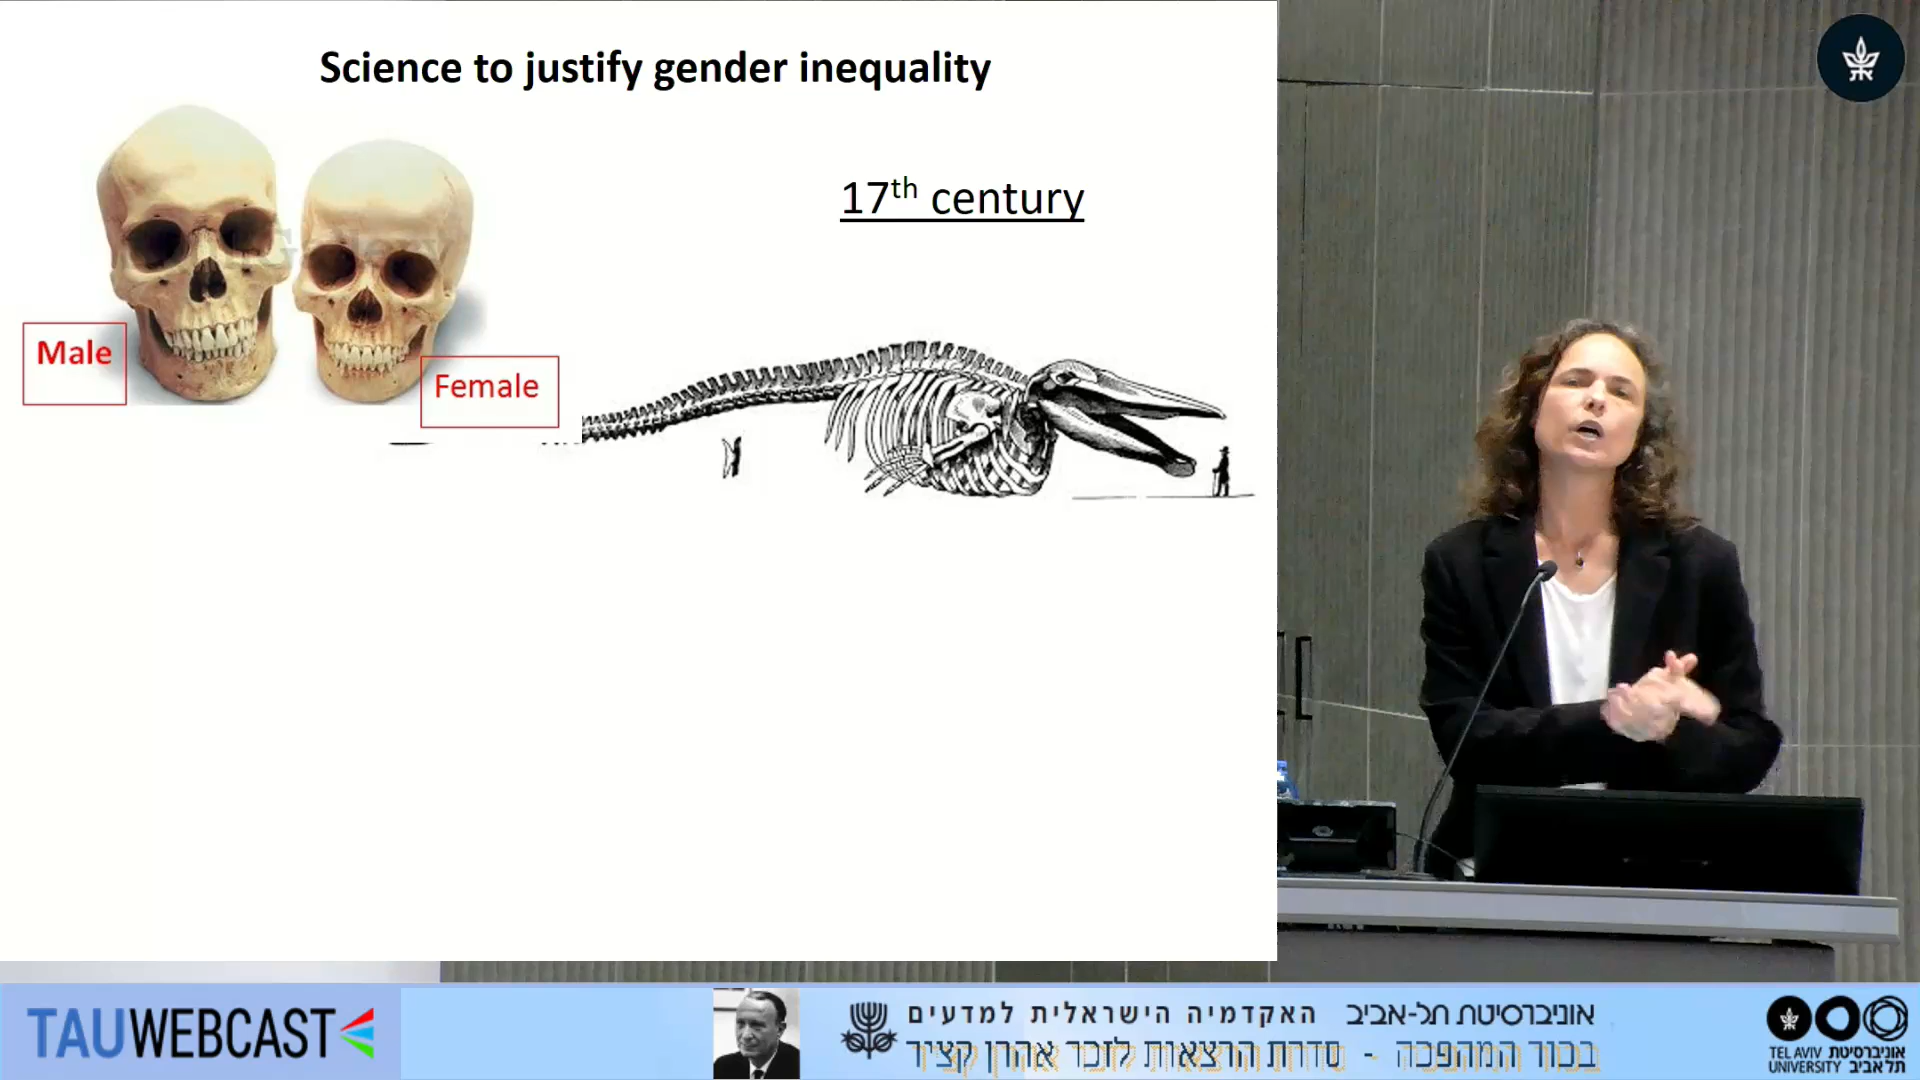 Science to justify gender inequality
17th century
Male
Female
TAUWEBCAST
האקדמיה הישראלית למדעים אוניברסיטת תל-אביב
בכור המהפכה - סדרת הרצאות לזכר אהרן קציר
TEL AVIV UNIVERSITY אוניברסיטת תל אביב